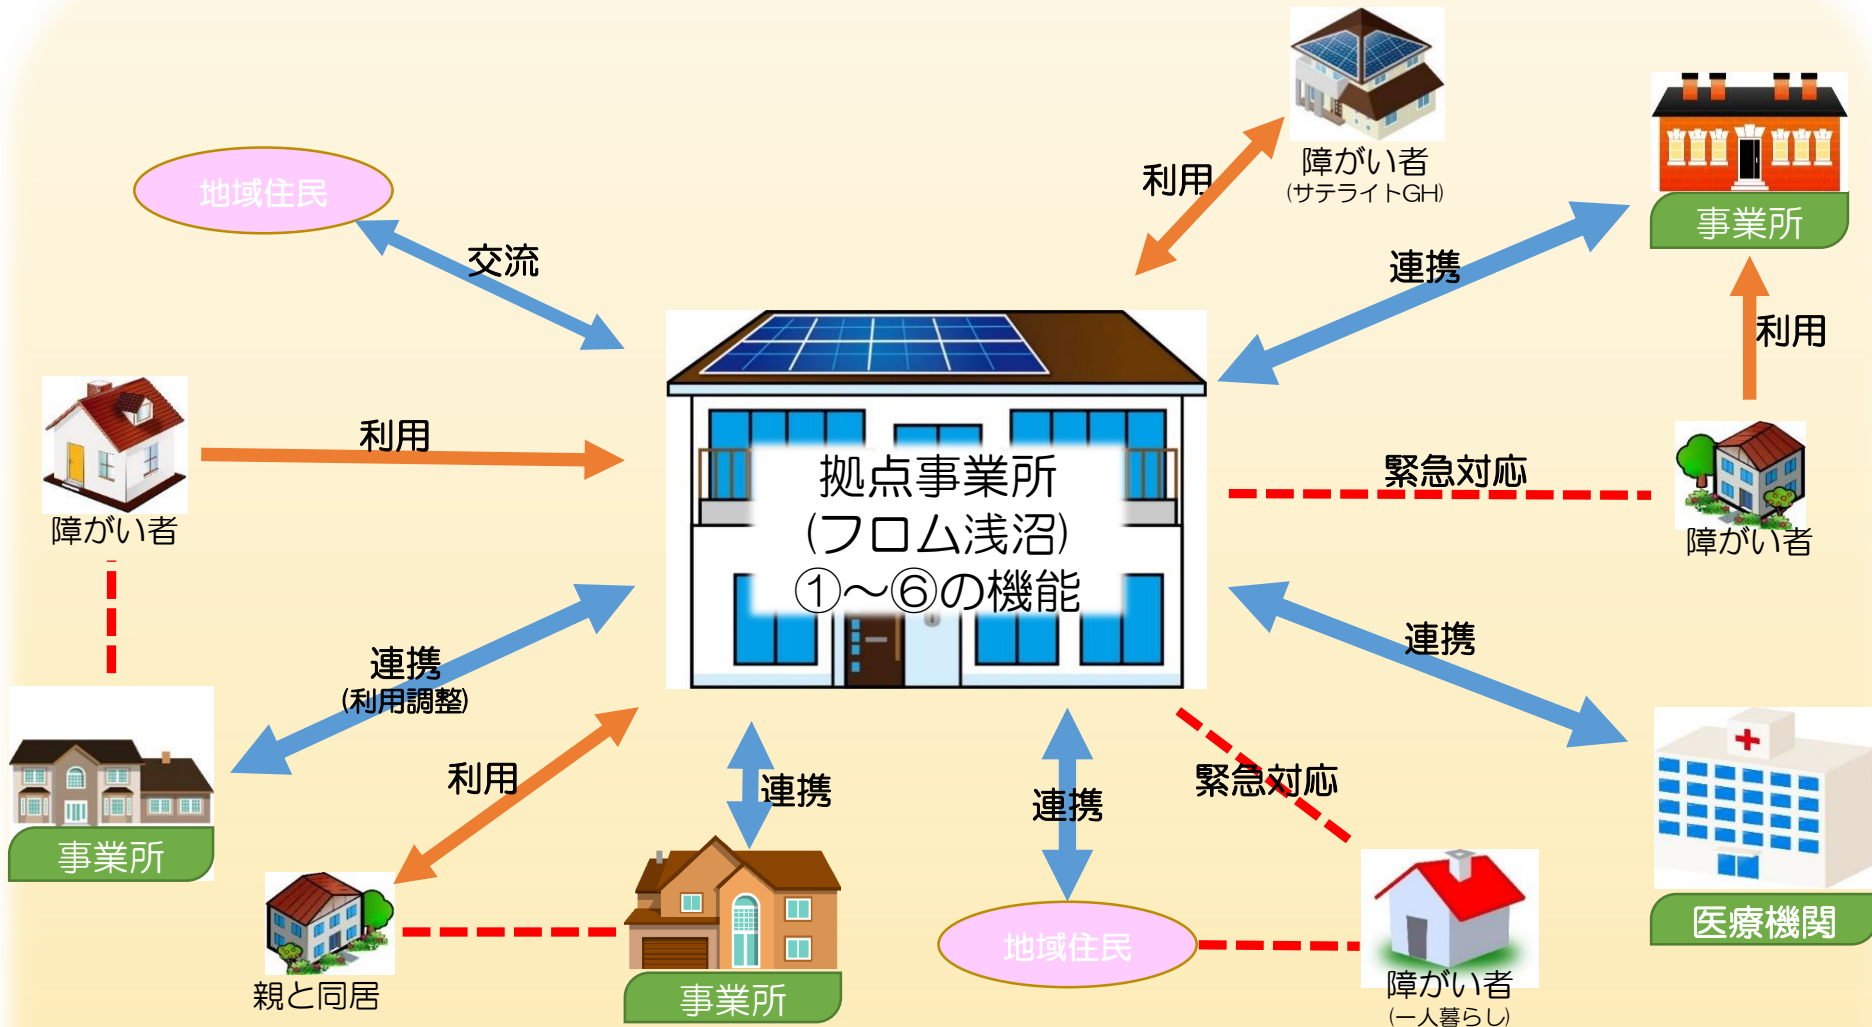 障がい者
(サテライトGH)
利用
地域住民
事業所
交流
連携
利用
拠点事業所
(フロム浅沼)
①～⑥の機能
利用
障がい者
緊急対応
障がい者
連携
(利用調整)
連携
利用
連携
連携
緊急対応
事業所
医療機関
地域住民
親と同居
事業所
障がい者
(一人暮らし)